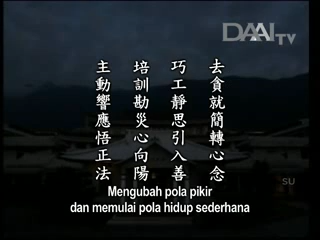 DAAI TV
去貪就簡轉心念
巧工靜思引入善
培訓勘災心向陽
主動響應悟正法
SU
Mengubah pola pikir
dan memulai pola hidup sederhana